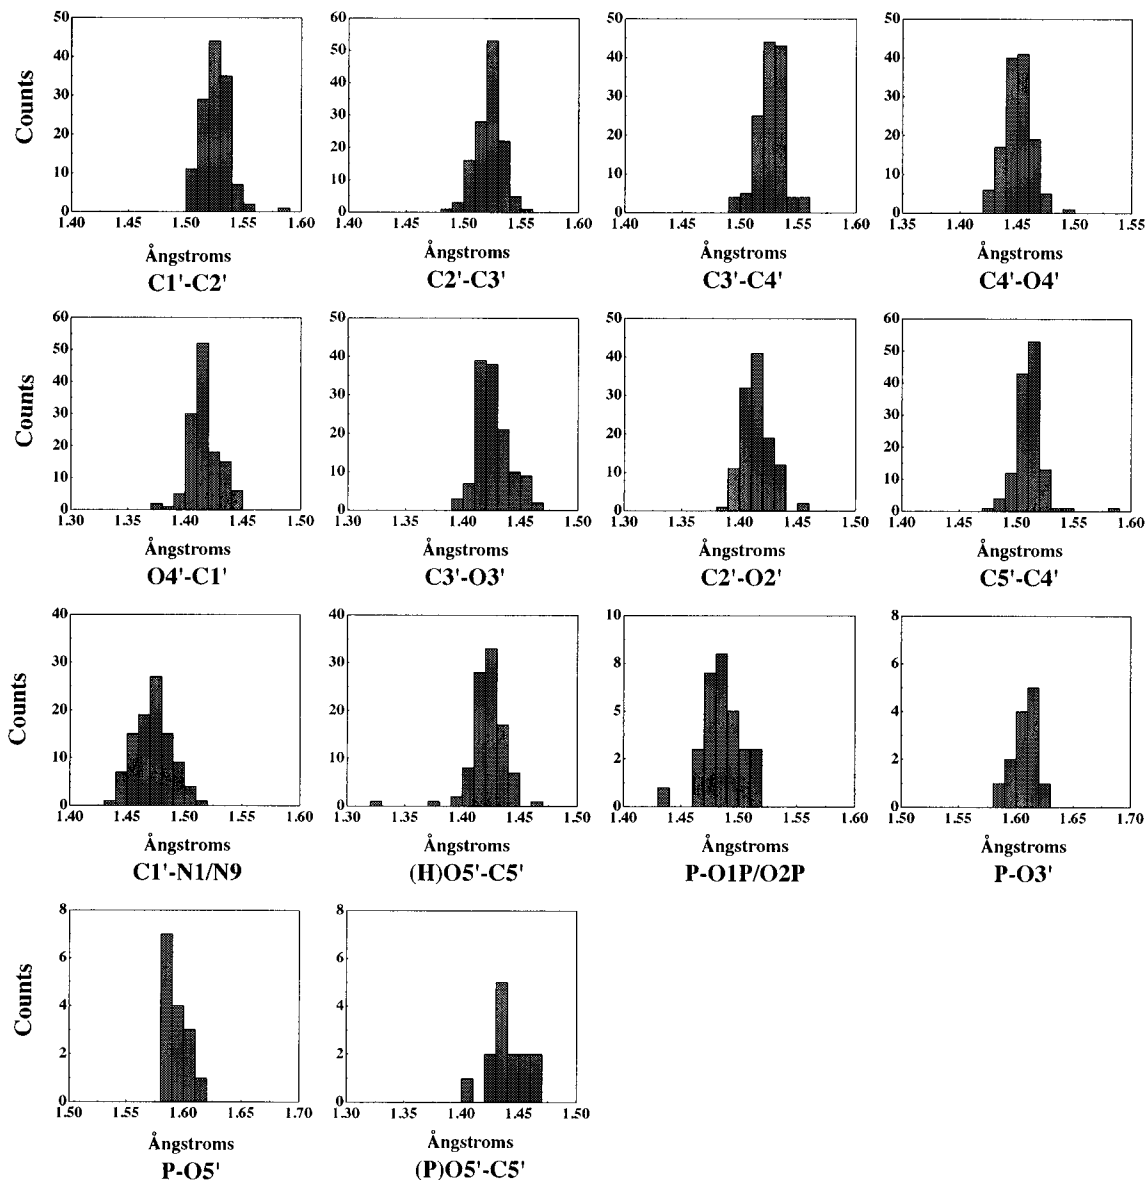 50 60 50 50
40 50 40 40
40
30 30 30
30
20 20 20
20
10 10 10
10
0 0 0 0
1.40 1.45 1.50 1.55 1.60 1.40 1.45 1.50 1.55 1.60 1.40 1.45 1.50 1.55 1.60 1.35 1.40 1.45 1.50 1.55
Counts
Ångstroms Ångstroms Ångstroms Ångstroms
C1'-C2' C2'-C3' C3'-C4' C4'-O4'
60 50 50 60
50 40 40 50
40 40
30 30
30 30
20 20
20 20
10 10 10 10
0 0 0 0
1.30 1.35 1.40 1.45 1.50 1.30 1.35 1.40 1.45 1.50 1.30 1.35 1.40 1.45 1.50 1.40 1.45 1.50 1.55 1.60
Counts
Ångstroms Ångstroms Ångstroms Ångstroms
O4'-C1' C3'-O3' C2'-O2' C5'-C4'
40 40 10 8
30 30 8 6
20 20 5 4
10 10 2 2
0 0 0 0
1.40 1.45 1.50 1.55 1.60 1.30 1.35 1.40 1.45 1.50 1.40 1.45 1.50 1.55 1.60 1.50 1.55 1.60 1.65 1.70
Counts
Ångstroms Ångstroms Ångstroms Ångstroms
C1'-N1/N9 (H)O5'-C5' P-O1P/O2P P-O3'
8 8
6 6
4 4
2 2
0 0
1.50 1.55 1.60 1.65 1.70 1.30 1.35 1.40 1.45 1.50
Counts
Ångstroms Ångstroms
P-O5' (P)O5'-C5'